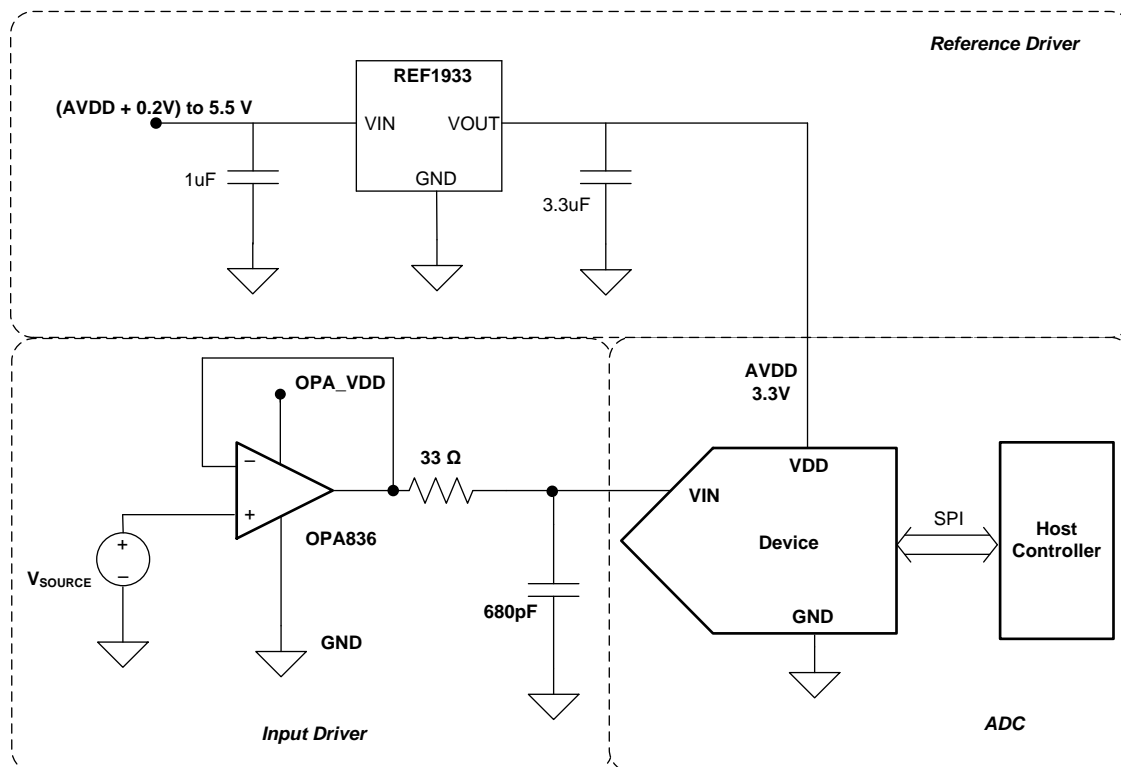 Reference Driver
REF1933
(AVDD + 0.2V) to 5.5 V
VIN
VOUT
GND
1uF
3.3uF
AVDD
3.3V
OPA_VDD
33 Ω
VDD
VIN
−
+
OPA836
Device
SPI
Host
Controller
+
−
VSOURCE
680pF
GND
GND
Input Driver
ADC